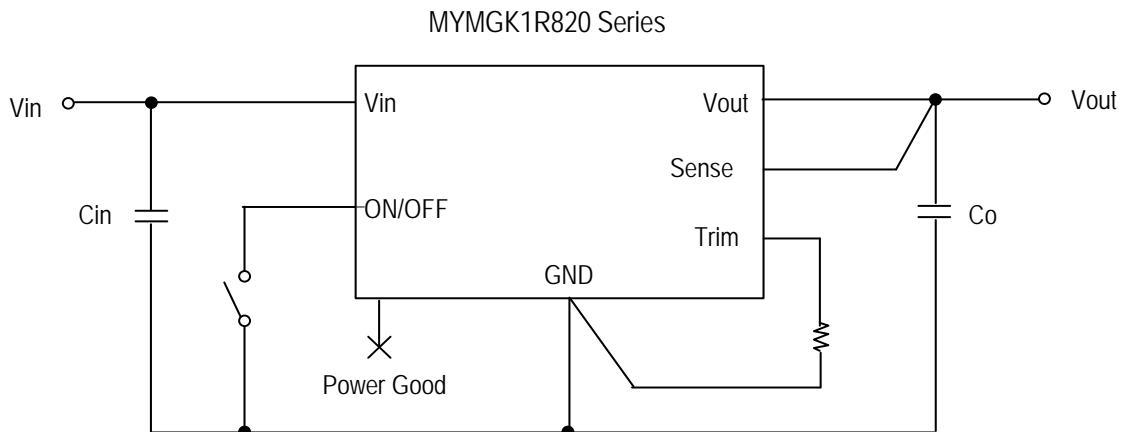 MYMGK1R820 Series
Vin
Vin
Vout
Vout
Sense
Cin
ON/OFF
Co
Trim
GND
Power Good